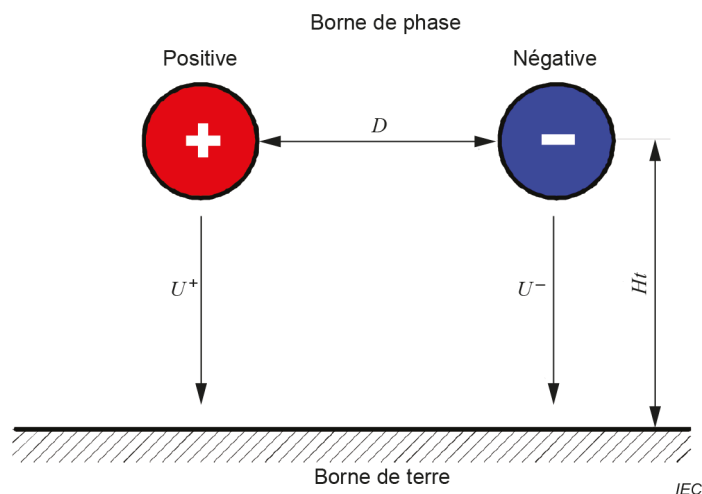 Borne de phase
Positive
Négative
+
D
−
U+
U−
Ht
Borne de terre
IEC